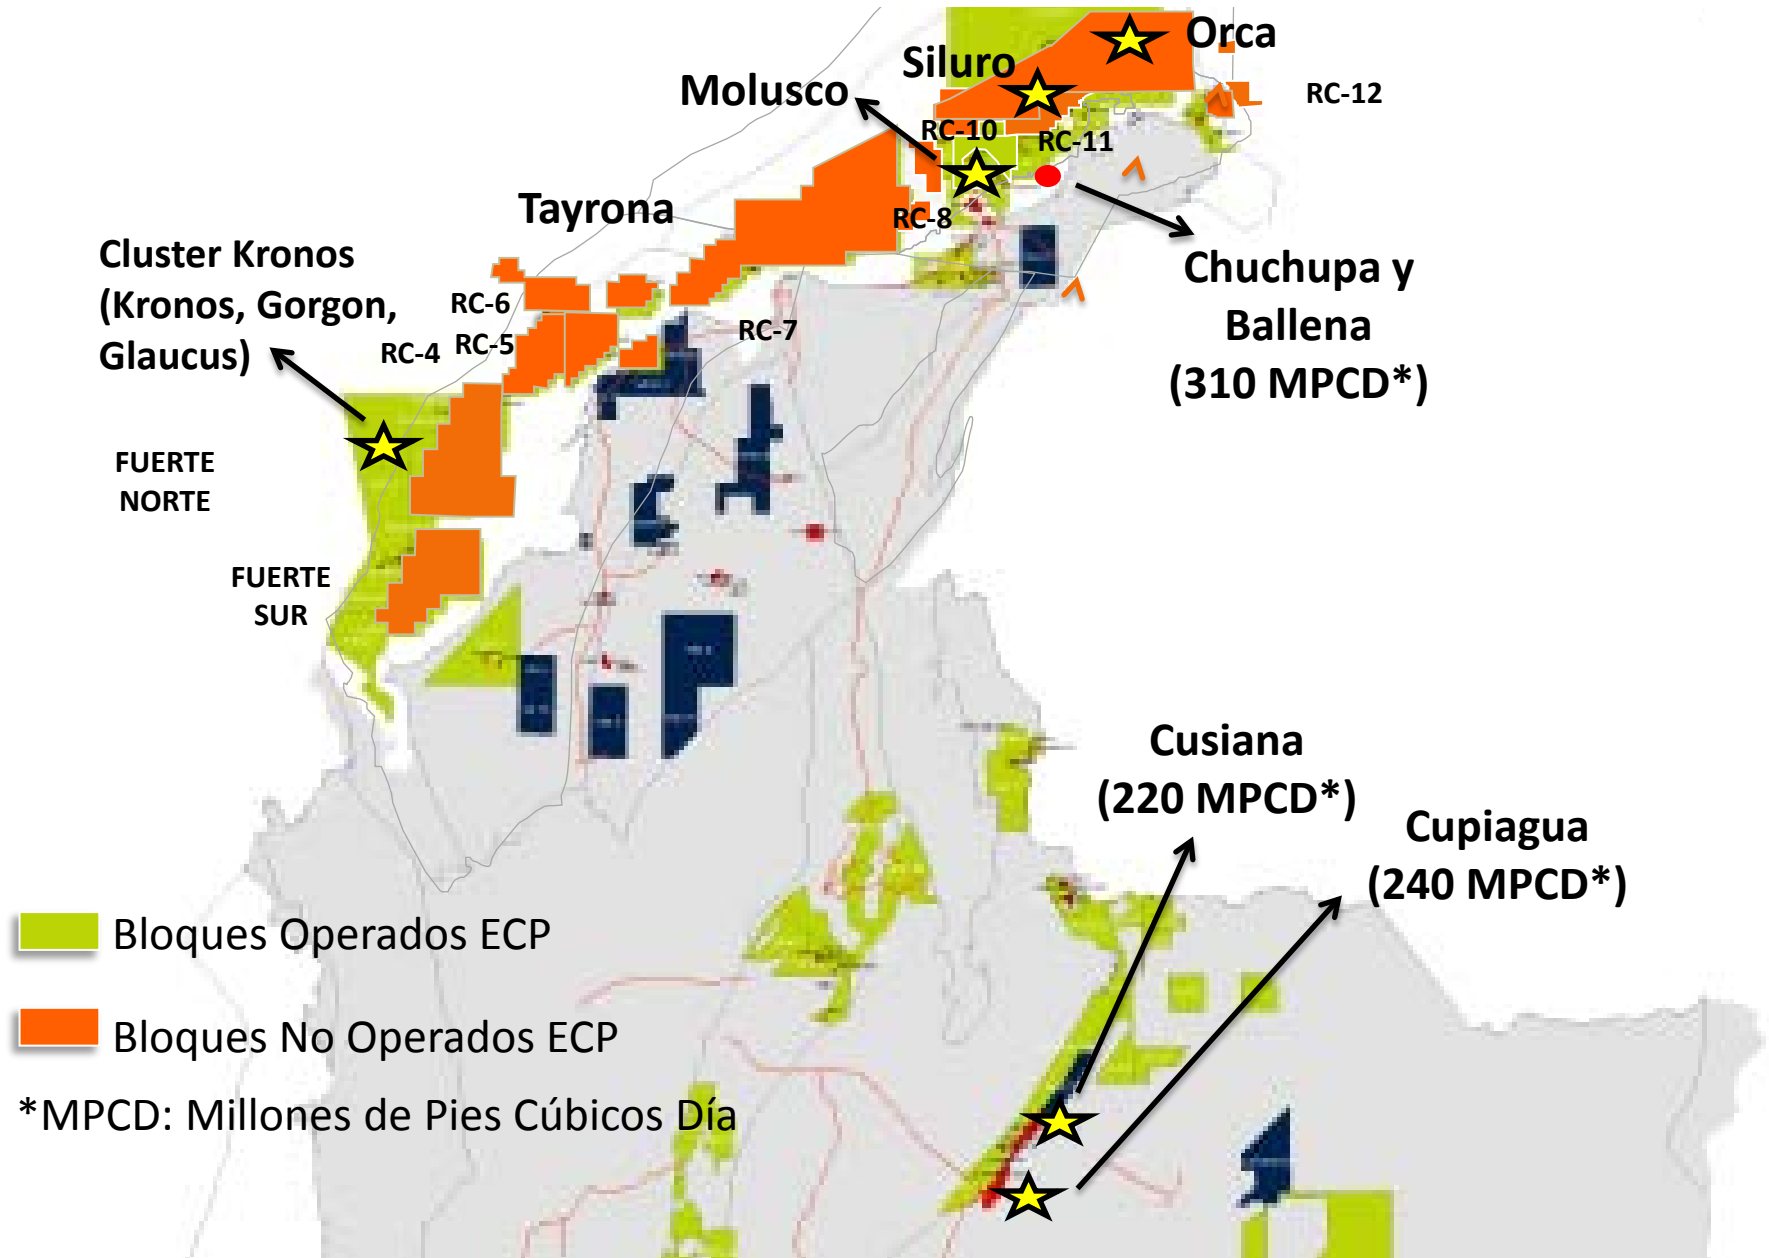 Orca
Siluro
Molusco
RC-12
RC-10
RC-11
Tayrona
RC-8
Cluster Kronos
(Kronos, Gorgon,
Glaucus)
Chuchupa y
Ballena
(310 MPCD*)
RC-6
RC-7
RC-5
RC-4
FUERTE
NORTE
FUERTE
SUR
Cusiana
(220 MPCD*)
Cupiagua
(240 MPCD*)
Bloques Operados ECP
Bloques No Operados ECP
*MPCD: Millones de Pies Cúbicos Día